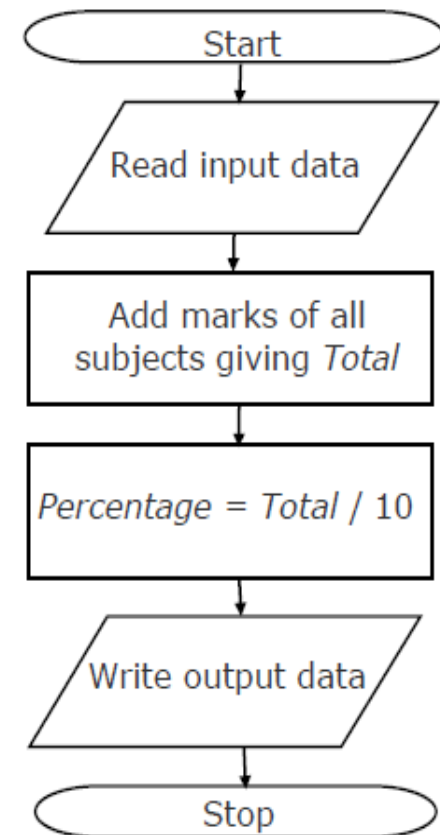 Start
Read input data
Add marks of all
subjects giving Total
Percentage = Total / 10
Write output data
Stop